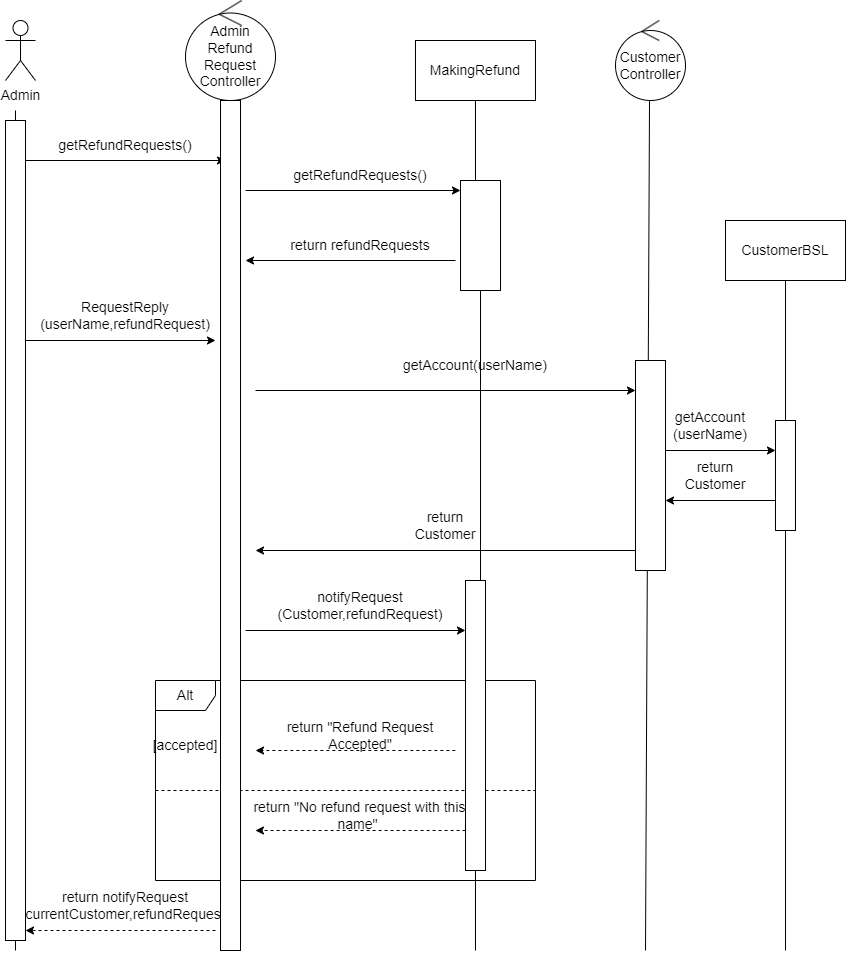 Admin
Admin
Refund
Request
Controller
MakingRefund
Customer
Controller
getRefundRequests()
getRefundRequests()
return refundRequests
CustomerBSL
RequestReply
(userName,refundRequest)
getAccount(userName)
getAccount
(userName)
return
Customer
return
Customer
notifyRequest
(Customer,refundRequest)
Alt
[accepted]
return "Refund Request
Accepted"
return "No refund request with this
name"
return notifyRequest
currentCustomer,refundReques